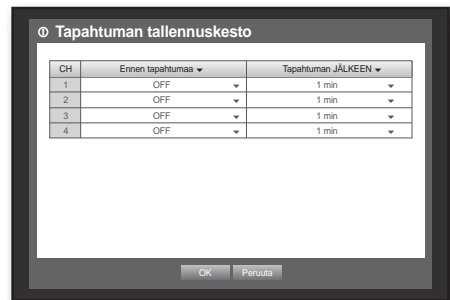 Tapahtuman tallennuskesto
CH Ennen tapahtumaa Tapahtuman JÄLKEEN
1 OFF 1 min
2 OFF 1 min
3 OFF 1 min
4 OFF 1 min
OK Peruuta